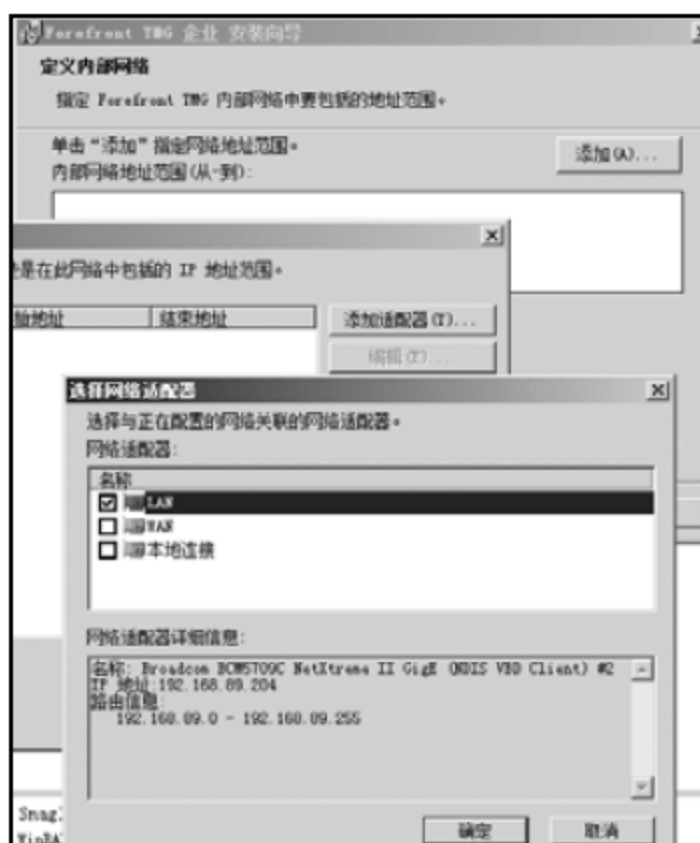 Forefront TMG 企业 安装向导
定义内部网络
指定 Forefront TMG 内部网络中要包括的地址范围。
单击“添加”指定网络地址范围。
添加(A)...
内部网络地址范围(从-到):
是在此网络中包括的 IP 地址范围。
始地址
结束地址
添加适配器(T)...
编辑
选择网络适配器
选择与正在配置的网络关联的网络适配器。
网络适配器:
名称
LAN
WAN
本地连接
网络适配器详细信息:
名称: Broadcom BCM5709C NetXtreme II GigE (NDIS VBD Client) #2
IP 地址:192.168.89.204
路由信息:
192.168.89.0 - 192.168.89.255
确定
取消